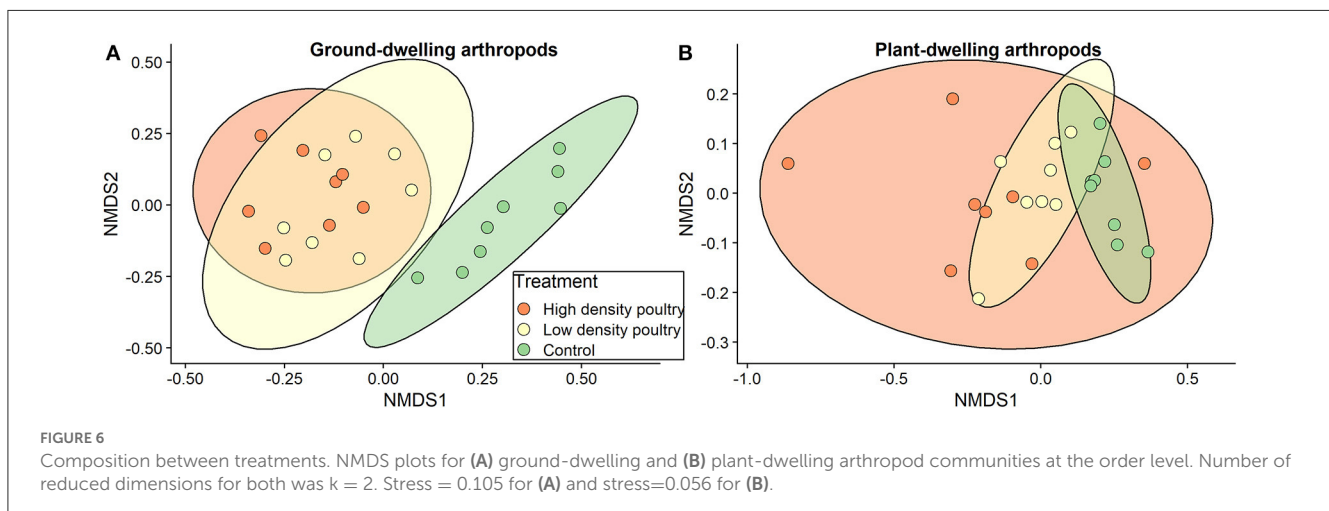 A
Ground-dwelling arthropods
0.50
0.25
0.00
-0.25
-0.50
NMDS2
-0.50
-0.25
0.00
0.25
0.50
NMDS1
Treatment
High density poultry
Low density poultry
Control
B
Plant-dwelling arthropods
0.2
0.1
0.0
-0.1
-0.2
-0.3
NMDS2
-1.0
-0.5
0.0
0.5
NMDS1
FIGURE 6
Composition between treatments. NMDS plots for (A) ground-dwelling and (B) plant-dwelling arthropod communities at the order level. Number of
reduced dimensions for both was k = 2. Stress = 0.105 for (A) and stress=0.056 for (B).